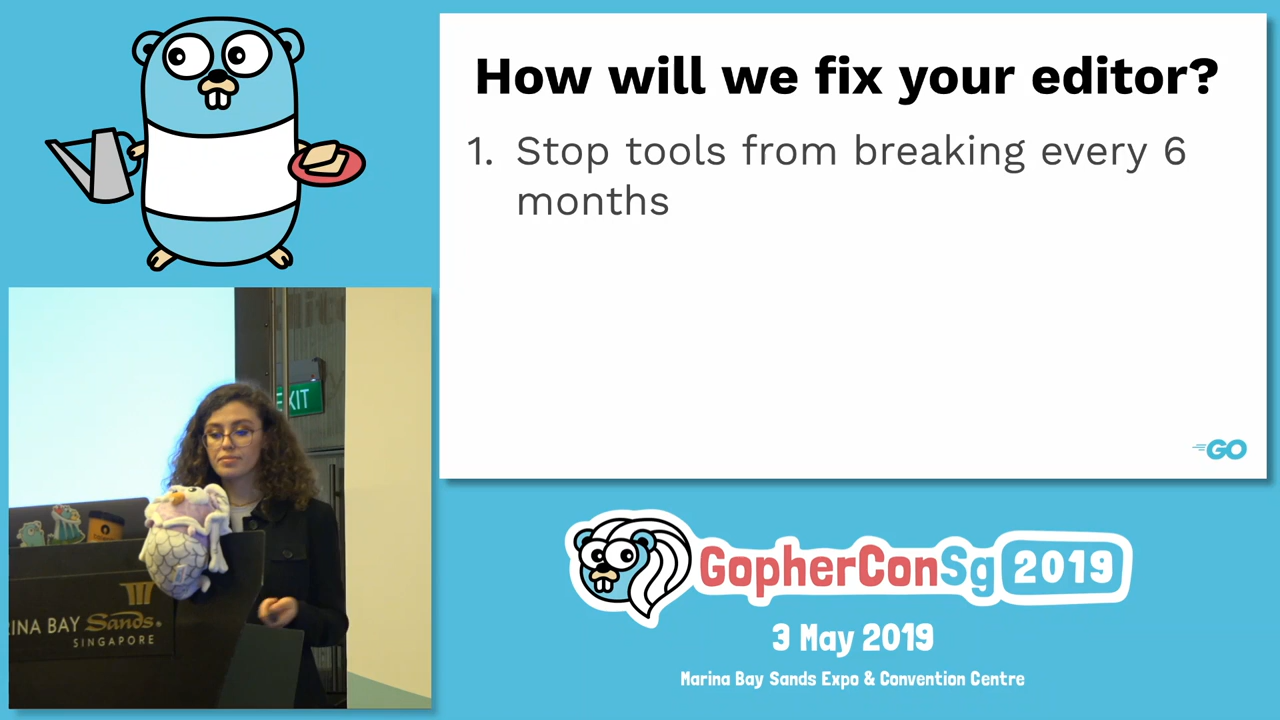 How will we fix your editor?
1. Stop tools from breaking every 6
months
GO
EXIT
RINA BAY Sands
SINGAPORE
GopherConSg 2019
3 May 2019
Marina Bay Sands Expo & Convention Centre